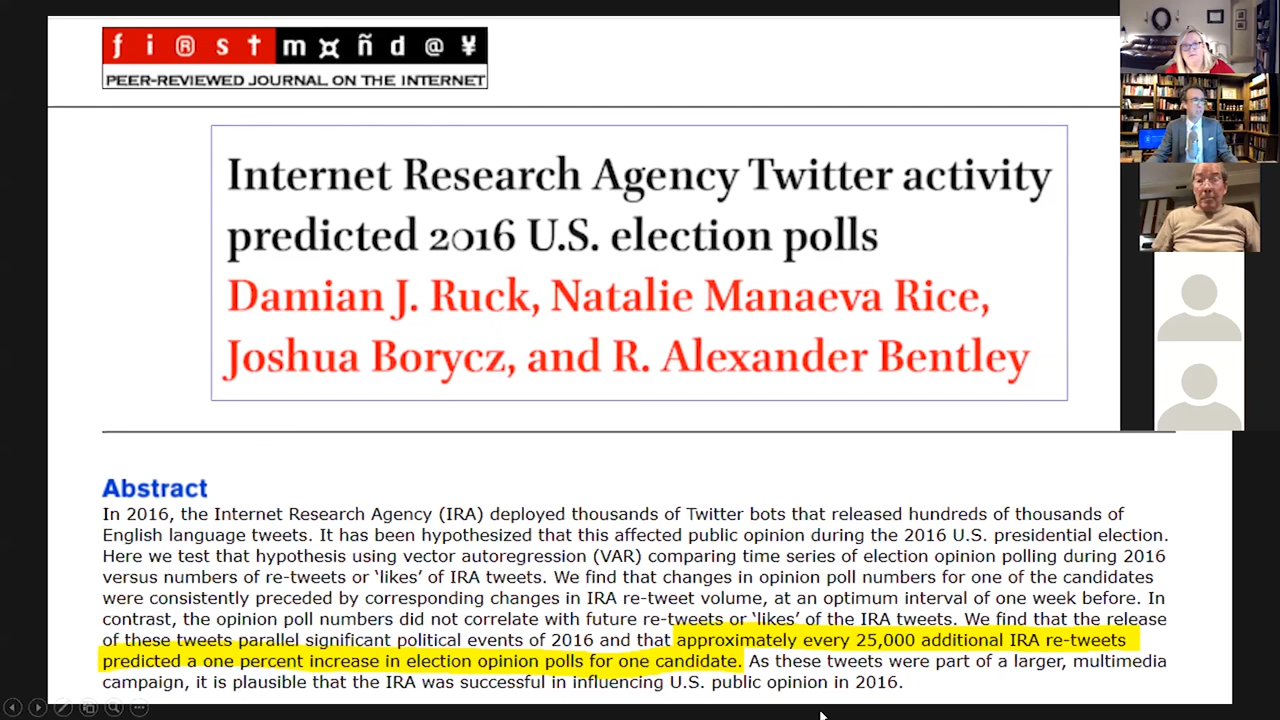 fi®st m¤ñd@¥
PEER-REVIEWED JOURNAL ON THE INTERNET
Internet Research Agency Twitter activity
predicted 2016 U.S. election polls
Damian J. Ruck, Natalie Manaeva Rice,
Joshua Borycz, and R. Alexander Bentley
Abstract
In 2016, the Internet Research Agency (IRA) deployed thousands of Twitter bots that released hundreds of thousands of
English language tweets. It has been hypothesized that this affected public opinion during the 2016 U.S. presidential election.
Here we test that hypothesis using vector autoregression (VAR) comparing time series of election opinion polling during 2016
versus numbers of re-tweets or ‘likes’ of IRA tweets. We find that changes in opinion poll numbers for one of the candidates
were consistently preceded by corresponding changes in IRA re-tweet volume, at an optimum interval of one week before. In
contrast, the opinion poll numbers did not correlate with future re-tweets or ‘likes’ of the IRA tweets. We find that the release
of these tweets parallel significant political events of 2016 and that approximately every 25,000 additional IRA re-tweets
predicted a one percent increase in election opinion polls for one candidate. As these tweets were part of a larger, multimedia
campaign, it is plausible that the IRA was successful in influencing U.S. public opinion in 2016.